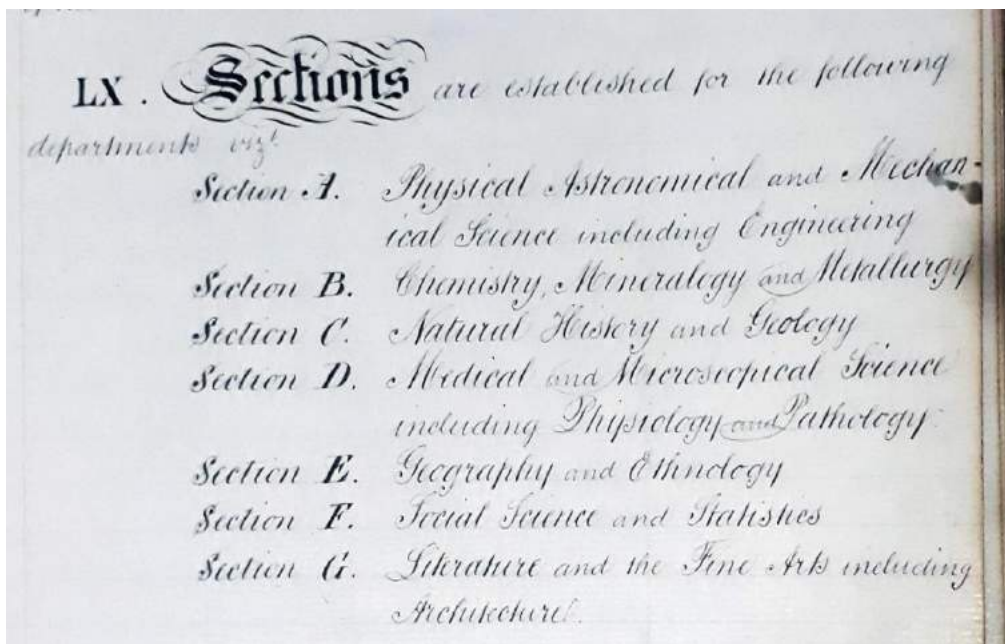 LX. Sections are established for the following
departments vizt.
Section A. Physical Astronomical and Mechan-
ical Science including Engineering
Section B. Chemistry, Mineralogy and Metallurgy
Section C. Natural History and Geology
Section D. Medical and Microscopical Science
including Physiology and Pathology.
Section E. Geography and Ethnology
Section F. Social Science and Statistics
Section G. Literature and the Fine Arts including
Architecture.